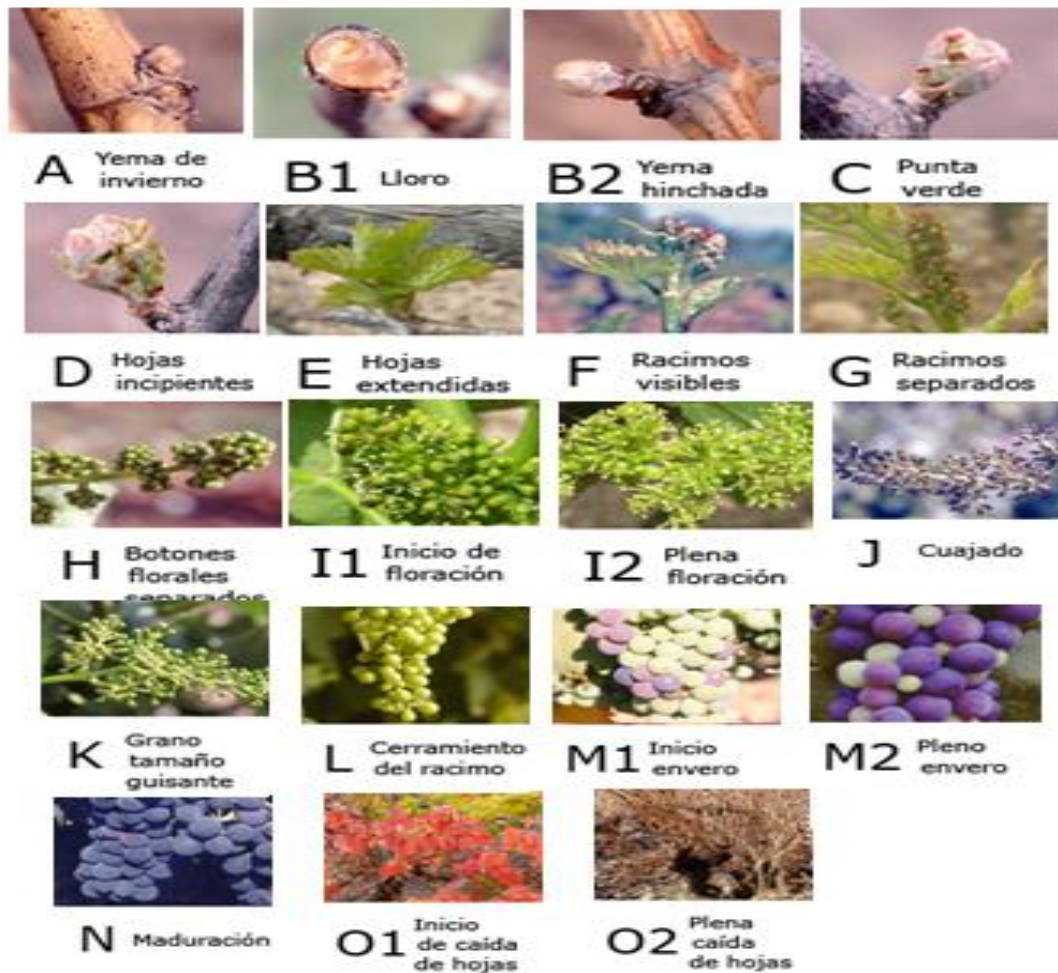 A Yema de
invierno
B1 Lloro
B2 Yema
hinchada
C Punta
verde
D Hojas
incipientes
E Hojas
extendidas
F Racimos
visibles
G Racimos
separados
H Botones
florales
separados
I1 Inicio de
floración
I2 Plena
floración
J Cuajado
K Grano
tamaño
guisante
L Cerramiento
del racimo
M1 Inicio
envero
M2 Pleno
envero
N Maduración
O1 Inicio
de caída
de hojas
O2 Plena
caída
de hojas